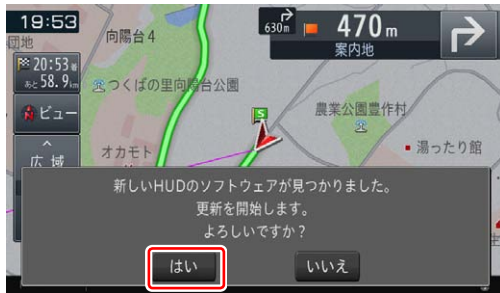 19:53
団地
向陽台4
630m
470m
案内地
20:53
あと58.9km
つくばの里向陽台公園
ビュー
農業公園豊作村
広域
オカモト
湯ったり館
新しいHUDのソフトウェアが見つかりました。
更新を開始します。
よろしいですか?
はい
いいえ